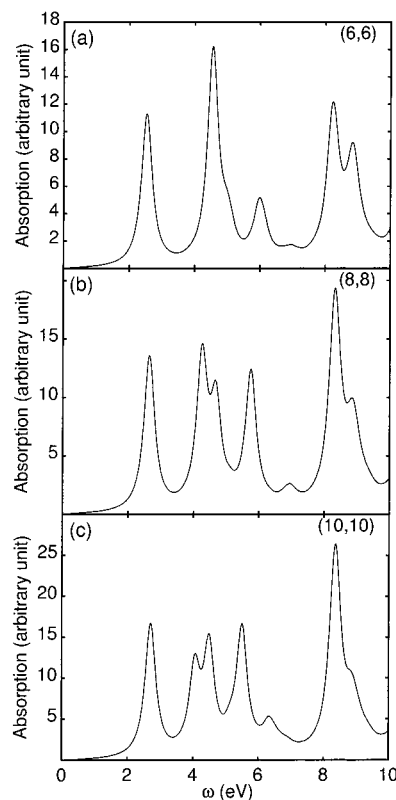 (a)
(6,6)
Absorption (arbitrary unit)
18
16
14
12
10
8
6
4
2
(b)
(8,8)
Absorption (arbitrary unit)
15
10
5
(c)
(10,10)
Absorption (arbitrary unit)
25
20
15
10
5
0 2 4 6 8 10
ω (eV)